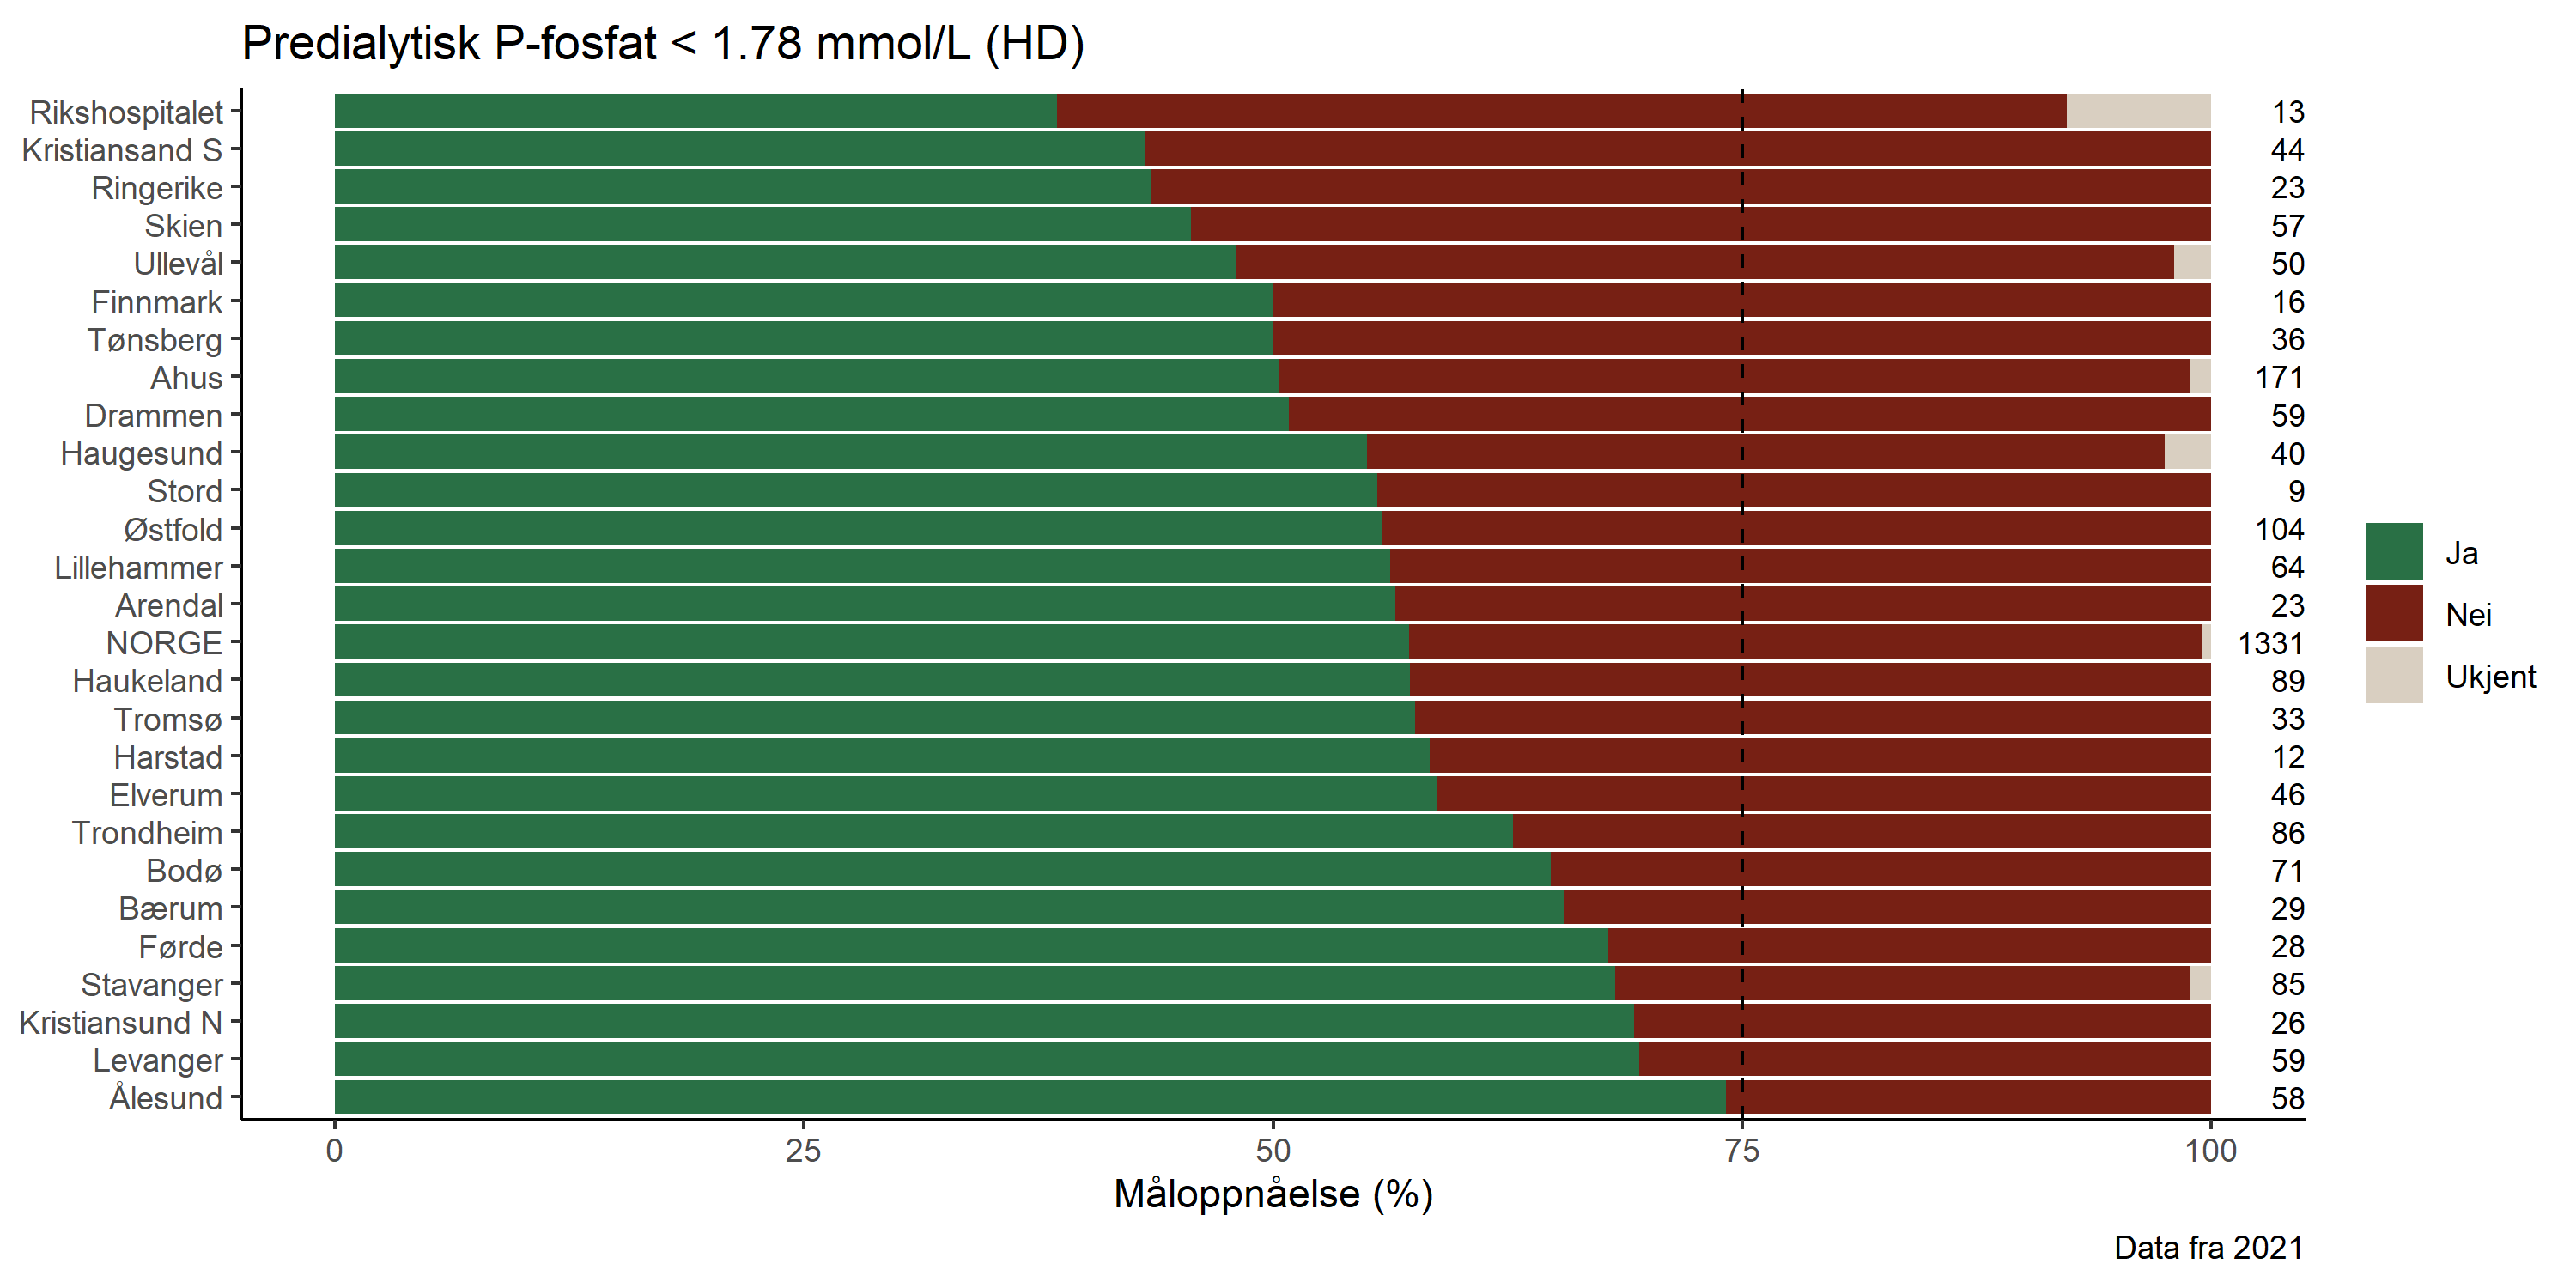 Predialytisk P-fosfat < 1.78 mmol/L (HD)
Rikshospitalet 13
Kristiansand S 44
Ringerike 23
Skien 57
Ullevål 50
Finnmark 16
Tønsberg 36
Ahus 171
Drammen 59
Haugesund 40
Stord 9
Østfold 104
Lillehammer 64
Arendal 23
NORGE 1331
Haukeland 89
Tromsø 33
Harstad 12
Elverum 46
Trondheim 86
Bodø 71
Bærum 29
Førde 28
Stavanger 85
Kristiansund N 26
Levanger 59
Ålesund 58
0 25 50 75 100
Måloppnåelse (%)
Ja
Nei
Ukjent
Data fra 2021